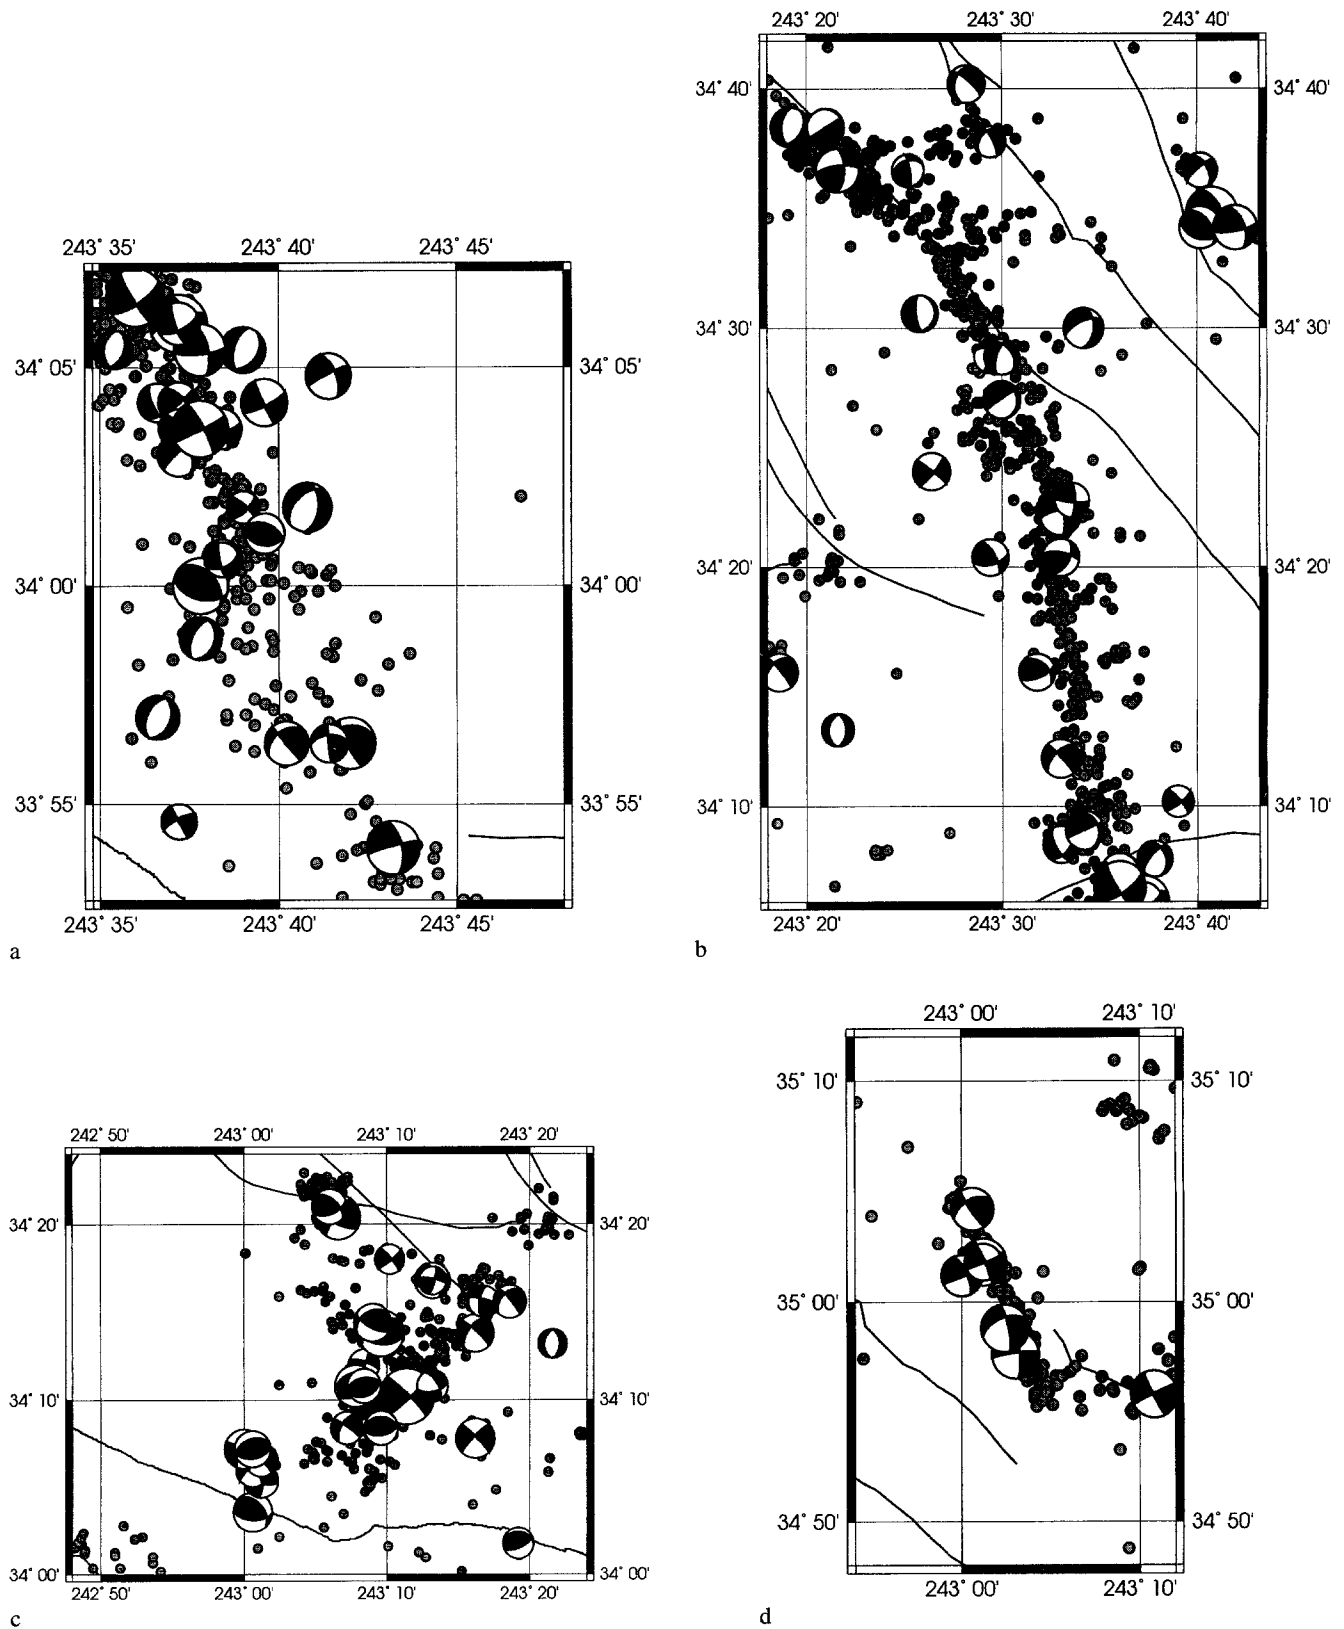 243° 20' 243° 30' 243° 40'
34° 40' 34° 40'
34° 30' 34° 30'
34° 20' 34° 20'
34° 10' 34° 10'
243° 20' 243° 30' 243° 40'
b
243° 35' 243° 40' 243° 45'
34° 05' 34° 05'
34° 00' 34° 00'
33° 55' 33° 55'
243° 35' 243° 40' 243° 45'
a
242° 50' 243° 00' 243° 10' 243° 20'
34° 20' 34° 20'
34° 10' 34° 10'
34° 00' 34° 00'
242° 50' 243° 00' 243° 10' 243° 20'
c
243° 00' 243° 10'
35° 10' 35° 10'
35° 00' 35° 00'
34° 50' 34° 50'
243° 00' 243° 10'
d